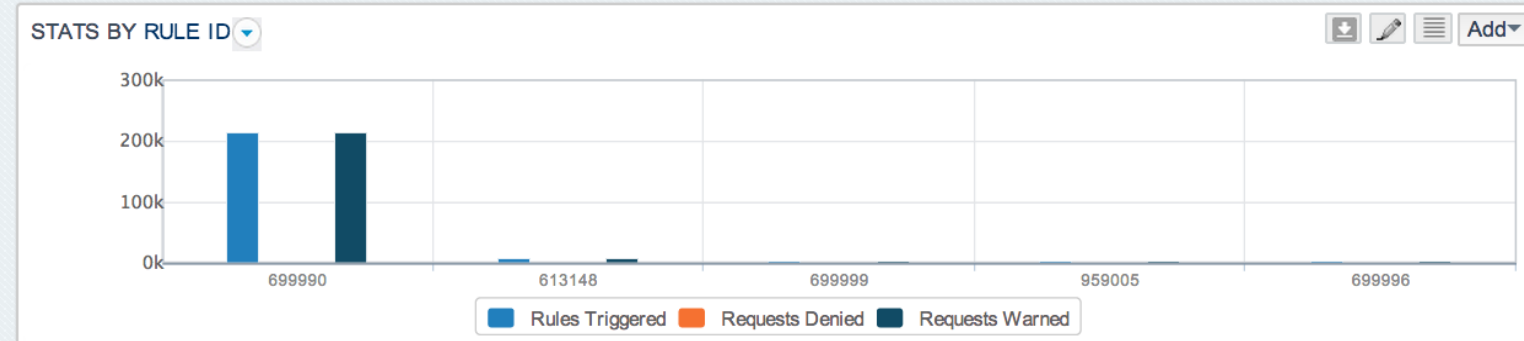 STATS BY RULE ID
Add
300k
200k
100k
0k
699990 613148 699999 959005 699996
Rules Triggered Requests Denied Requests Warned